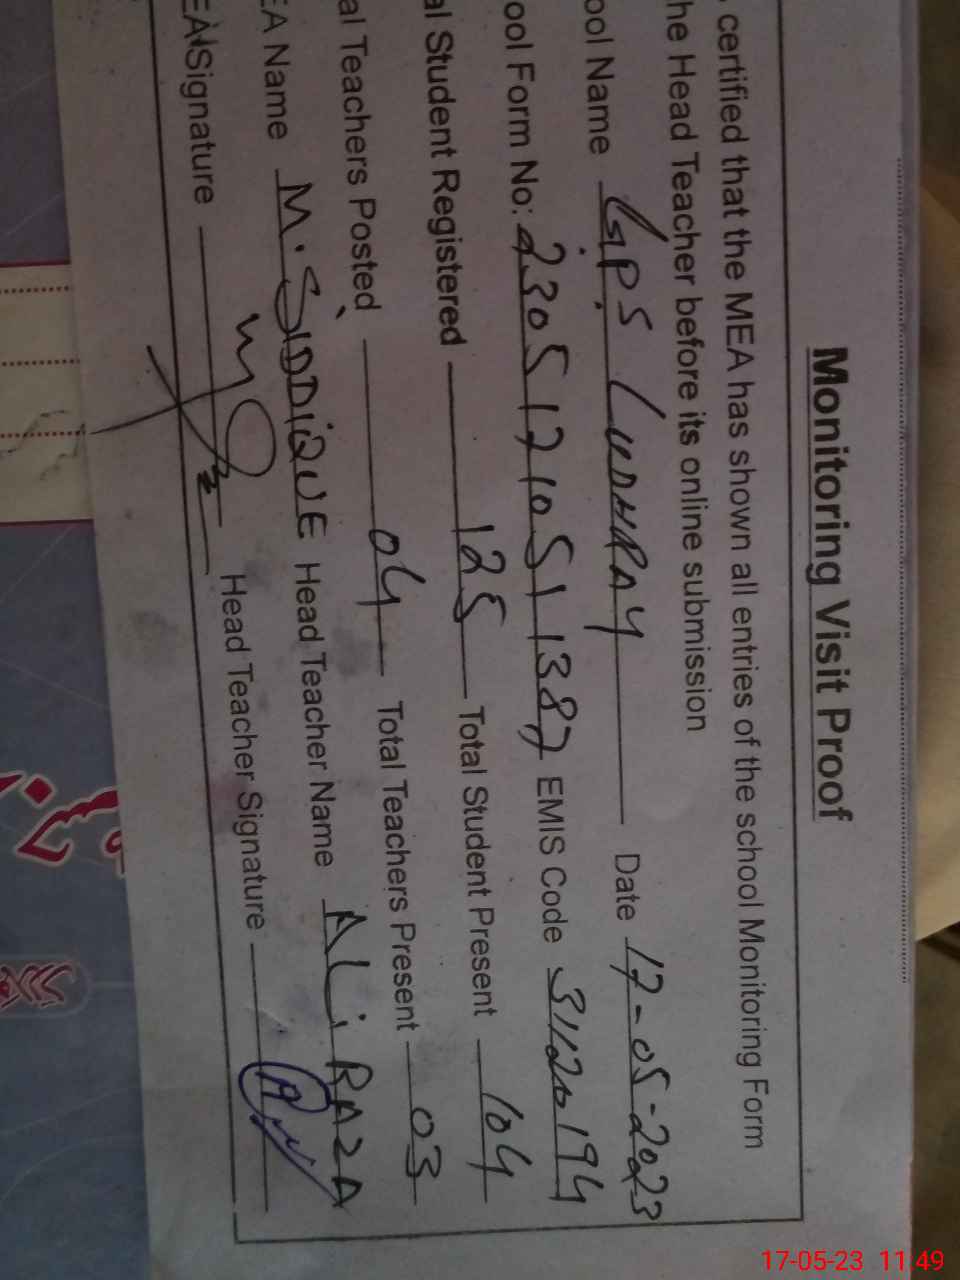 Monitoring Visit Proof
certified that the MEA has shown all entries of the school Monitoring Form
he Head Teacher before its online submission
ool Name GPS LUDHRAY Date 17-05-2023
ool Form No: 2305171051387 EMIS Code 31120194
al Student Registered 125 Total Student Present 104
al Teachers Posted 04 Total Teachers Present 03
EA Name M. SIDDIQUE Head Teacher Name ALI RAZA
EA Signature Head Teacher Signature
17-05-23 11:49